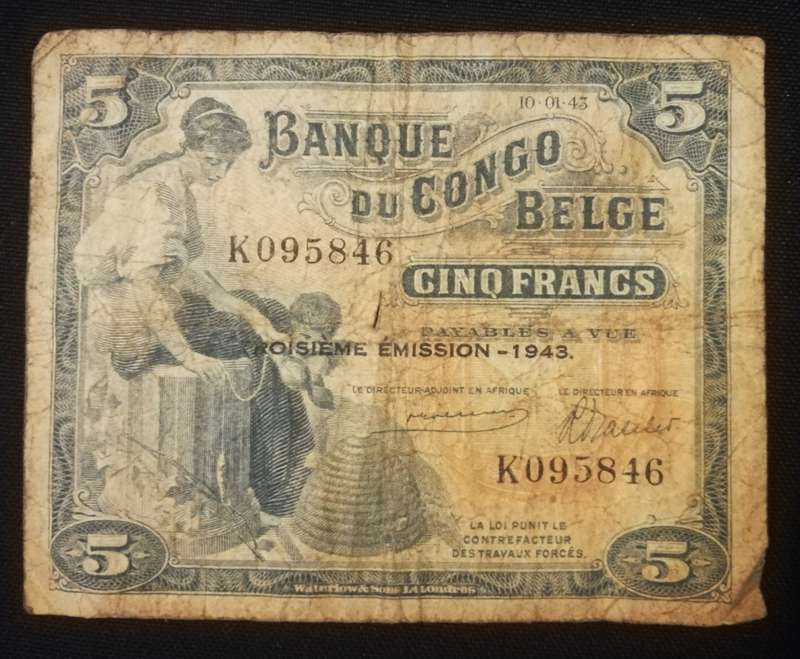 5
5
10-01-43
BANQUE
DU CONGO
BELGE
K095846
CINQ FRANCS
PAYABLES A VUE
TROISIÈME ÉMISSION – 1943.
LE DIRECTEUR-ADJOINT EN AFRIQUE
LE DIRECTEUR EN AFRIQUE
K095846
LA LOI PUNIT LE
CONTREFACTEUR
DES TRAVAUX FORCÉS.
5
5
Waterlow & Sons Ld Londres